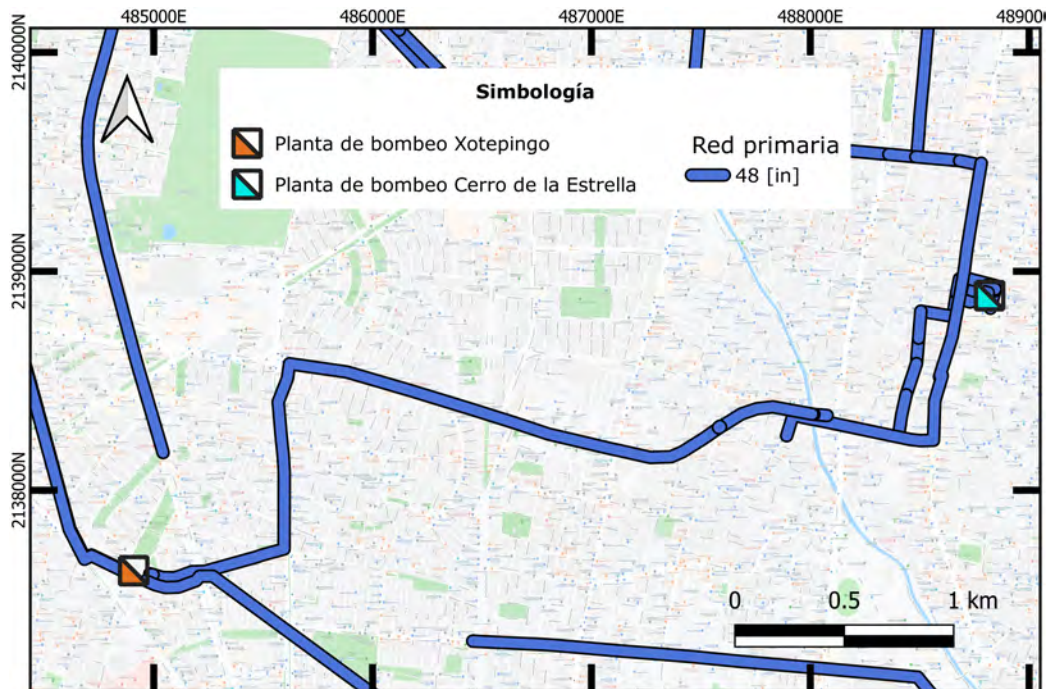 485000E 486000E 487000E 488000E 48900
2140000N
2139000N
2138000N
Simbología
Planta de bombeo Xotepingo
Planta de bombeo Cerro de la Estrella
Red primaria
48 [in]
0 0.5 1 km